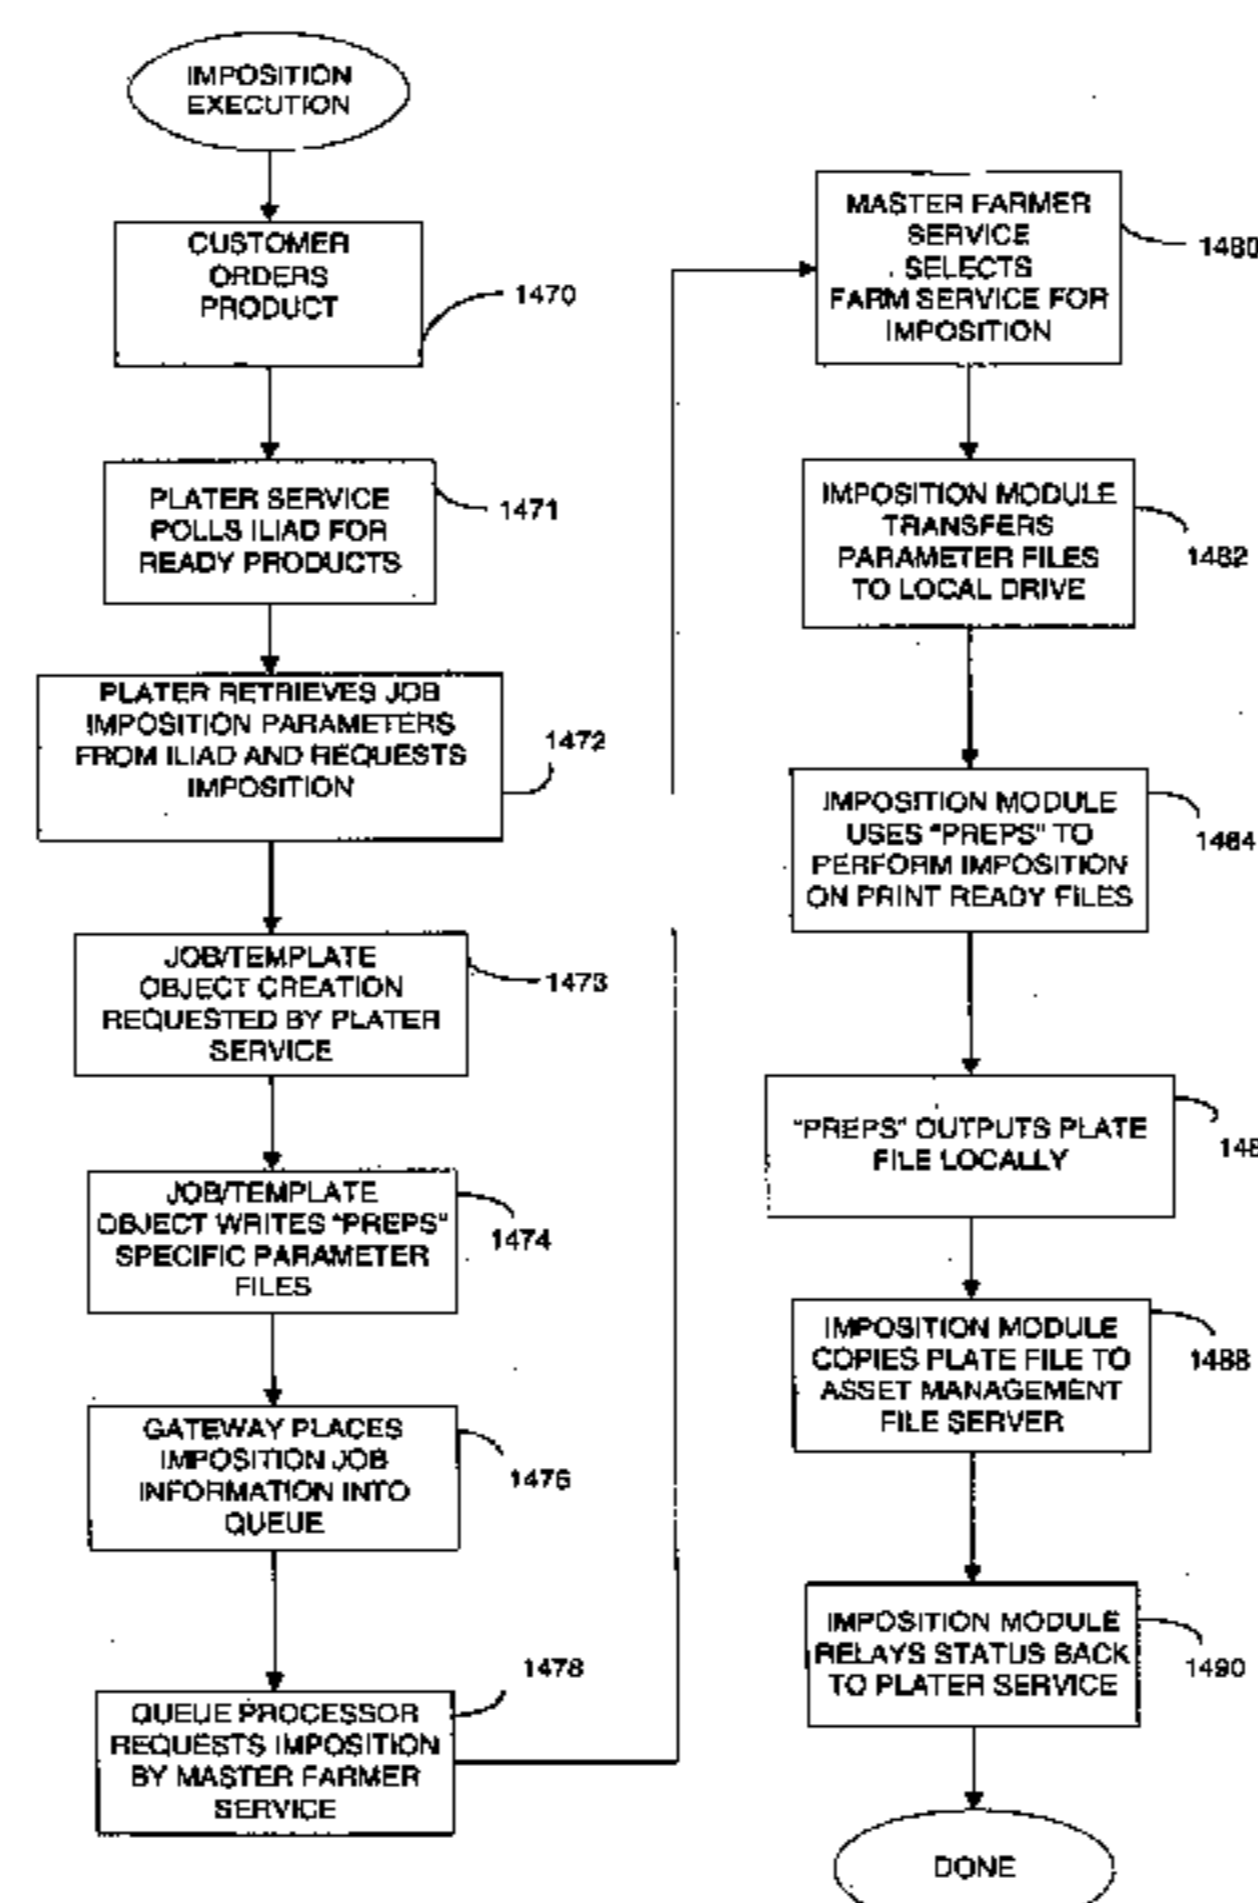 IMPOSITION
EXECUTION
CUSTOMER
ORDERS
PRODUCT
1470
PLATER SERVICE
POLLS ILIAD FOR
READY PRODUCTS
1471
PLATER RETRIEVES JOB
IMPOSITION PARAMETERS
FROM ILIAD AND REQUESTS
IMPOSITION
1472
JOB/TEMPLATE
OBJECT CREATION
REQUESTED BY PLATER
SERVICE
1473
JOB/TEMPLATE
OBJECT WRITES "PREPS"
SPECIFIC PARAMETER
FILES
1474
GATEWAY PLACES
IMPOSITION JOB
INFORMATION INTO
QUEUE
1476
QUEUE PROCESSOR
REQUESTS IMPOSITION
BY MASTER FARMER
SERVICE
1478
MASTER FARMER
SERVICE
SELECTS
FARM SERVICE FOR
IMPOSITION
1480
IMPOSITION MODULE
TRANSFERS
PARAMETER FILES
TO LOCAL DRIVE
1482
IMPOSITION MODULE
USES "PREPS" TO
PERFORM IMPOSITION
ON PRINT READY FILES
1484
"PREPS" OUTPUTS PLATE
FILE LOCALLY
IMPOSITION MODULE
COPIES PLATE FILE TO
ASSET MANAGEMENT
FILE SERVER
1488
IMPOSITION MODULE
RELAYS STATUS BACK
TO PLATER SERVICE
1490
DONE